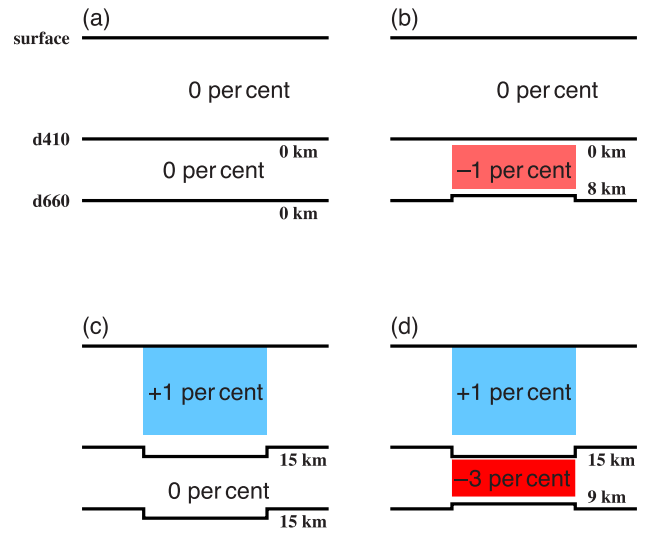 (a)
surface
0 per cent
d410
0 km
0 per cent
d660
0 km
(b)
0 per cent
0 km
–1 per cent
8 km
(c)
+1 per cent
15 km
0 per cent
15 km
(d)
+1 per cent
15 km
–3 per cent
9 km